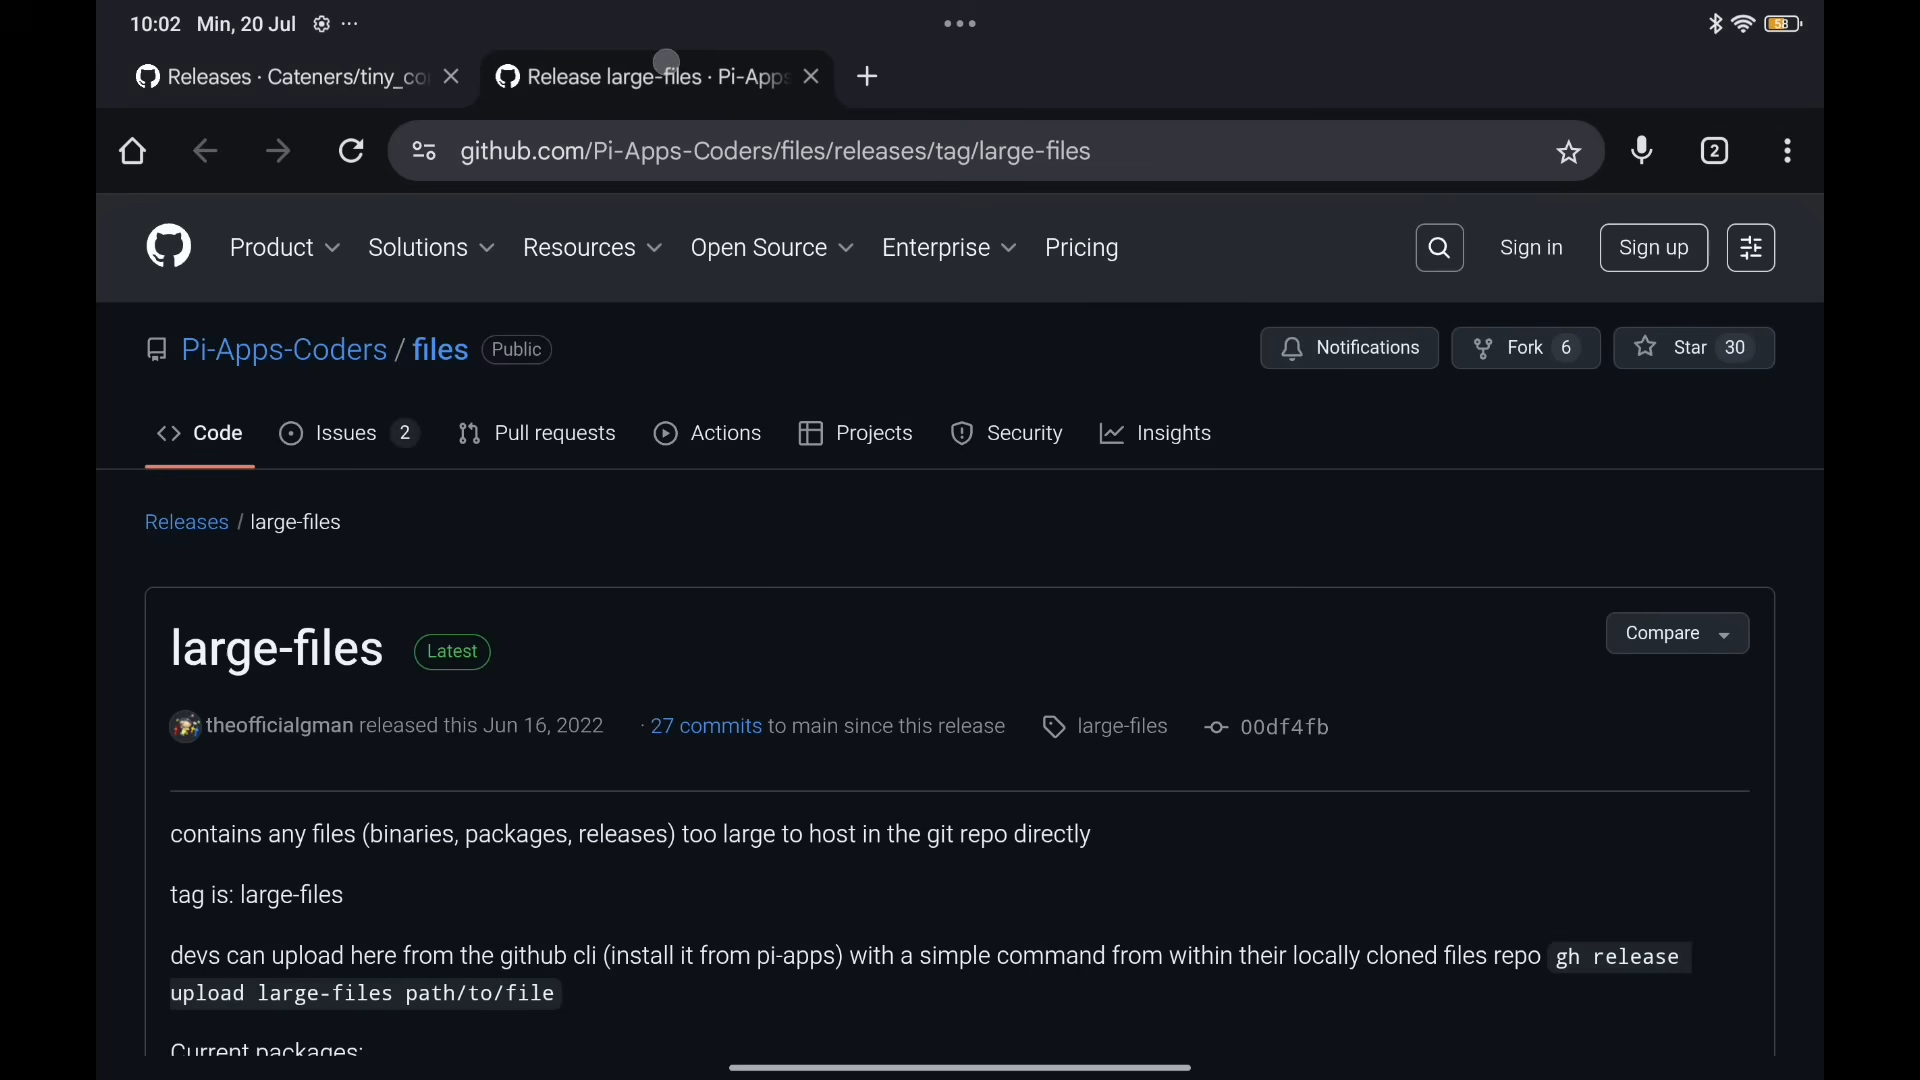 10:02 Min, 20 Jul
58
Releases · Cateners/tiny_co
Release large-files · Pi-Apps
github.com/Pi-Apps-Coders/files/releases/tag/large-files
2
Product Solutions Resources Open Source Enterprise Pricing
Sign in
Sign up
Pi-Apps-Coders / files Public
Notifications
Fork 6
Star 30
Code
Issues 2
Pull requests
Actions
Projects
Security
Insights
Releases / large-files
large-files Latest
Compare
theofficialgman released this Jun 16, 2022 · 27 commits to main since this release large-files 00df4fb
contains any files (binaries, packages, releases) too large to host in the git repo directly
tag is: large-files
devs can upload here from the github cli (install it from pi-apps) with a simple command from within their locally cloned files repo gh release
upload large-files path/to/file
Current packages: